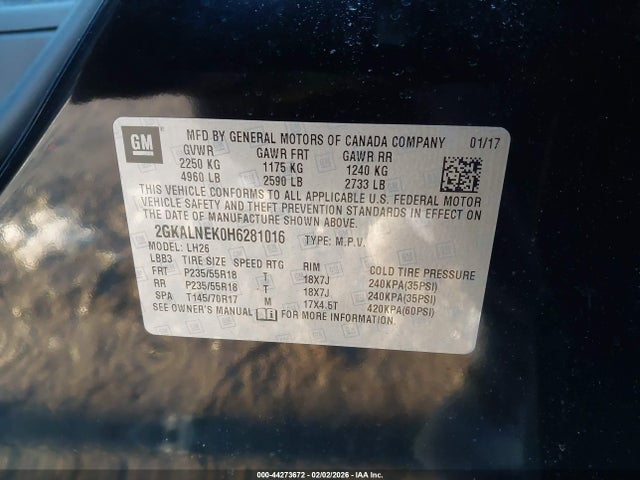 GM
MFD BY GENERAL MOTORS OF CANADA COMPANY 01/17
GVWR GAWR FRT GAWR RR
2250 KG 1175 KG 1240 KG
4960 LB 2590 LB 2733 LB
THIS VEHICLE CONFORMS TO ALL APPLICABLE U.S. FEDERAL MOTOR
VEHICLE SAFETY AND THEFT PREVENTION STANDARDS IN EFFECT ON
THE DATE OF MANUFACTURE SHOWN ABOVE.
2GKALNEK0H6281016 TYPE: M.P.V.
MODEL: LH26
LBB3 TIRE SIZE SPEED RTG RIM COLD TIRE PRESSURE
FRT P235/55R18 T 18X7J 240KPA(35PSI)
RR P235/55R18 T 18X7J 240KPA(35PSI)
SPA T145/70R17 M 17X4.5T 420KPA(60PSI)
SEE OWNER'S MANUAL FOR MORE INFORMATION.
000-44273672 - 02/02/2026 - IAA Inc.